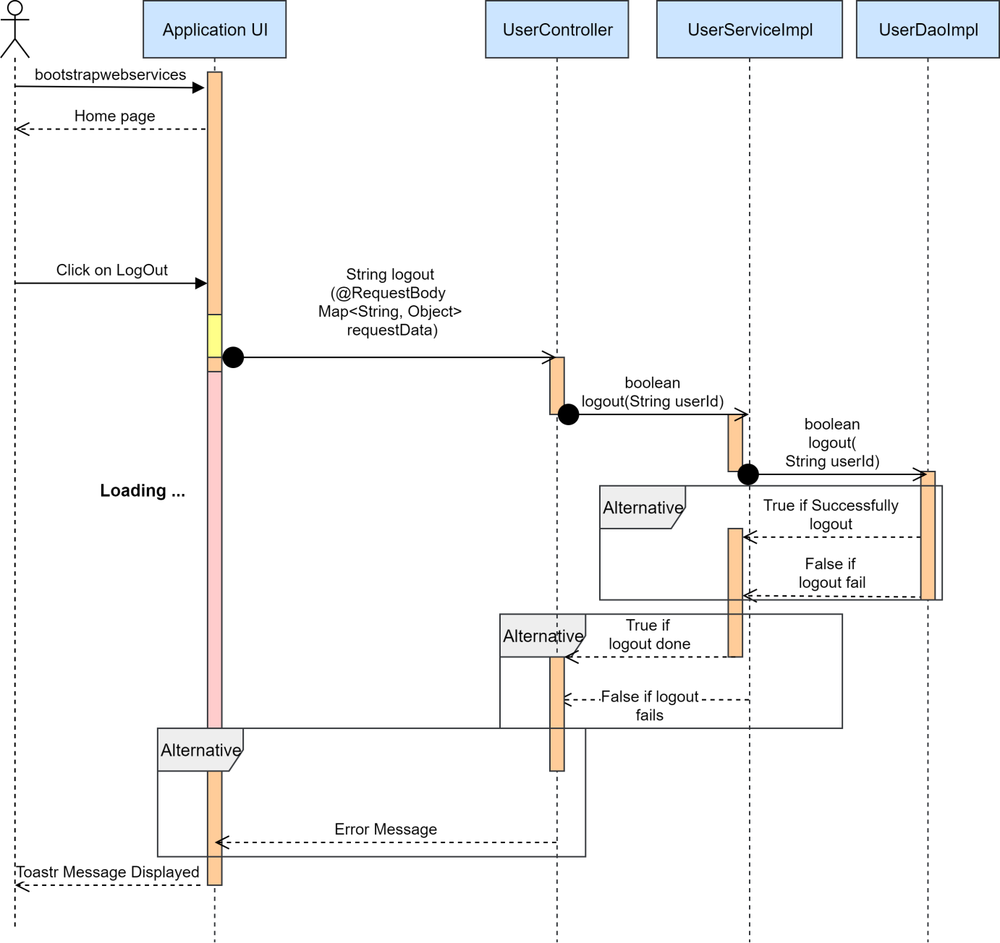 Application UI
UserController
UserServiceImpl
UserDaoImpl
bootstrapwebservices
Home page
Click on LogOut
String logout
(@RequestBody
Map<String, Object>
requestData)
boolean
logout(String userId)
boolean
logout(
String userId)
Loading ...
Alternative
True if Successfully
logout
False if
logout fail
Alternative
True if
logout done
False if logout
fails
Alternative
Error Message
Toastr Message Displayed